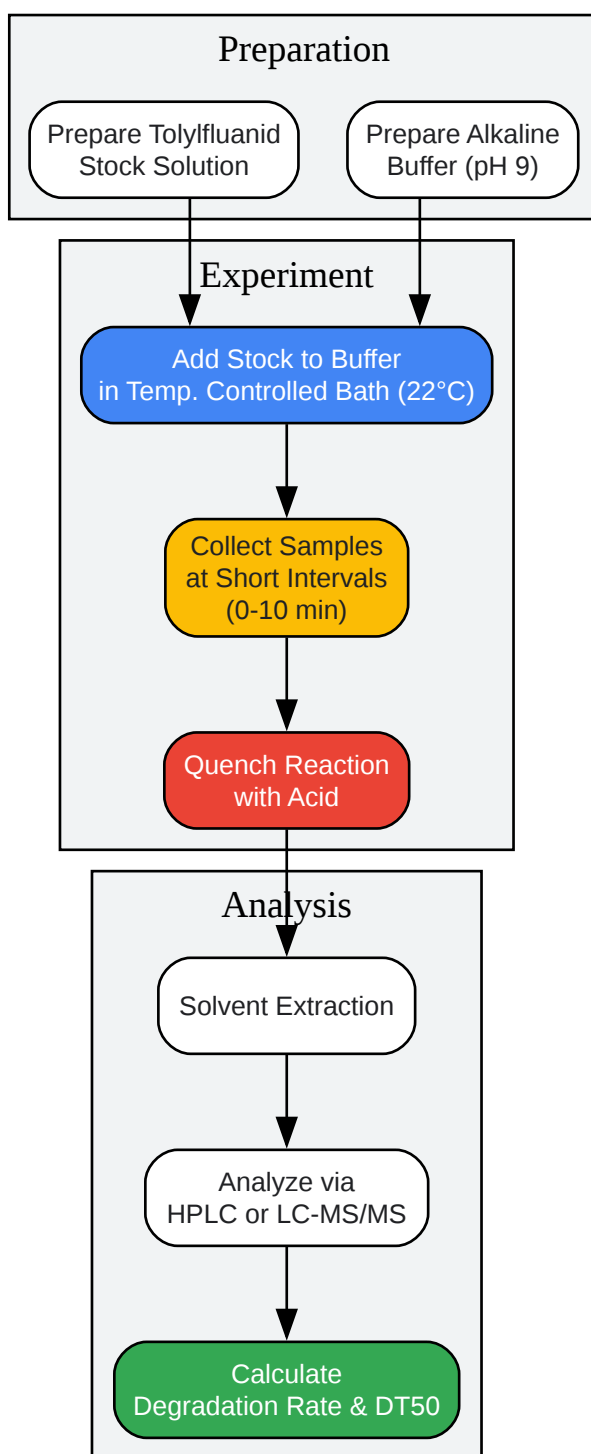 Preparation
Prepare Tolylfluanid
Stock Solution
Prepare Alkaline
Buffer (pH 9)
Experiment
Add Stock to Buffer
in Temp. Controlled Bath (22°C)
Collect Samples
at Short Intervals
(0-10 min)
Quench Reaction
with Acid
Analysis
Solvent Extraction
Analyze via
HPLC or LC-MS/MS
Calculate
Degradation Rate & DT50